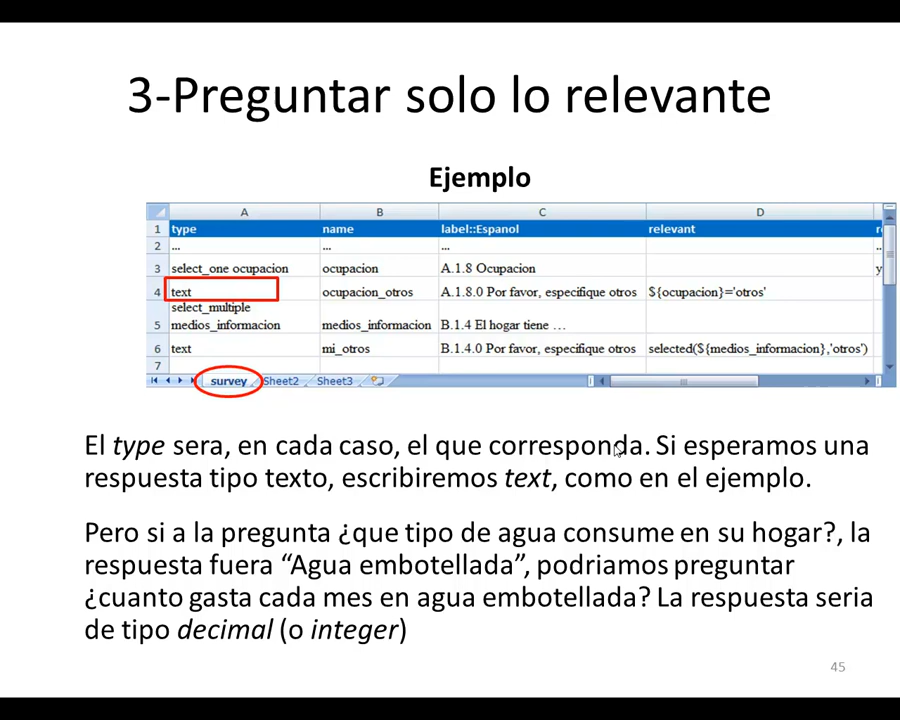 3-Preguntar solo lo relevante
Ejemplo
A B C D
1 type name label::Espanol relevant
2 ... ... ...
3 select_one ocupacion ocupacion A.1.8 Ocupacion y
4 text ocupacion_otros A.1.8.0 Por favor, especifique otros ${ocupacion}='otros'
select_multiple
5 medios_informacion medios_informacion B.1.4 El hogar tiene …
6 text mi_otros B.1.4.0 Por favor, especifique otros selected(${medios_informacion},'otros')
7
survey Sheet2 Sheet3
El type sera, en cada caso, el que corresponda. Si esperamos una
respuesta tipo texto, escribiremos text, como en el ejemplo.
Pero si a la pregunta ¿que tipo de agua consume en su hogar?, la
respuesta fuera “Agua embotellada”, podriamos preguntar
¿cuanto gasta cada mes en agua embotellada? La respuesta seria
de tipo decimal (o integer)
45